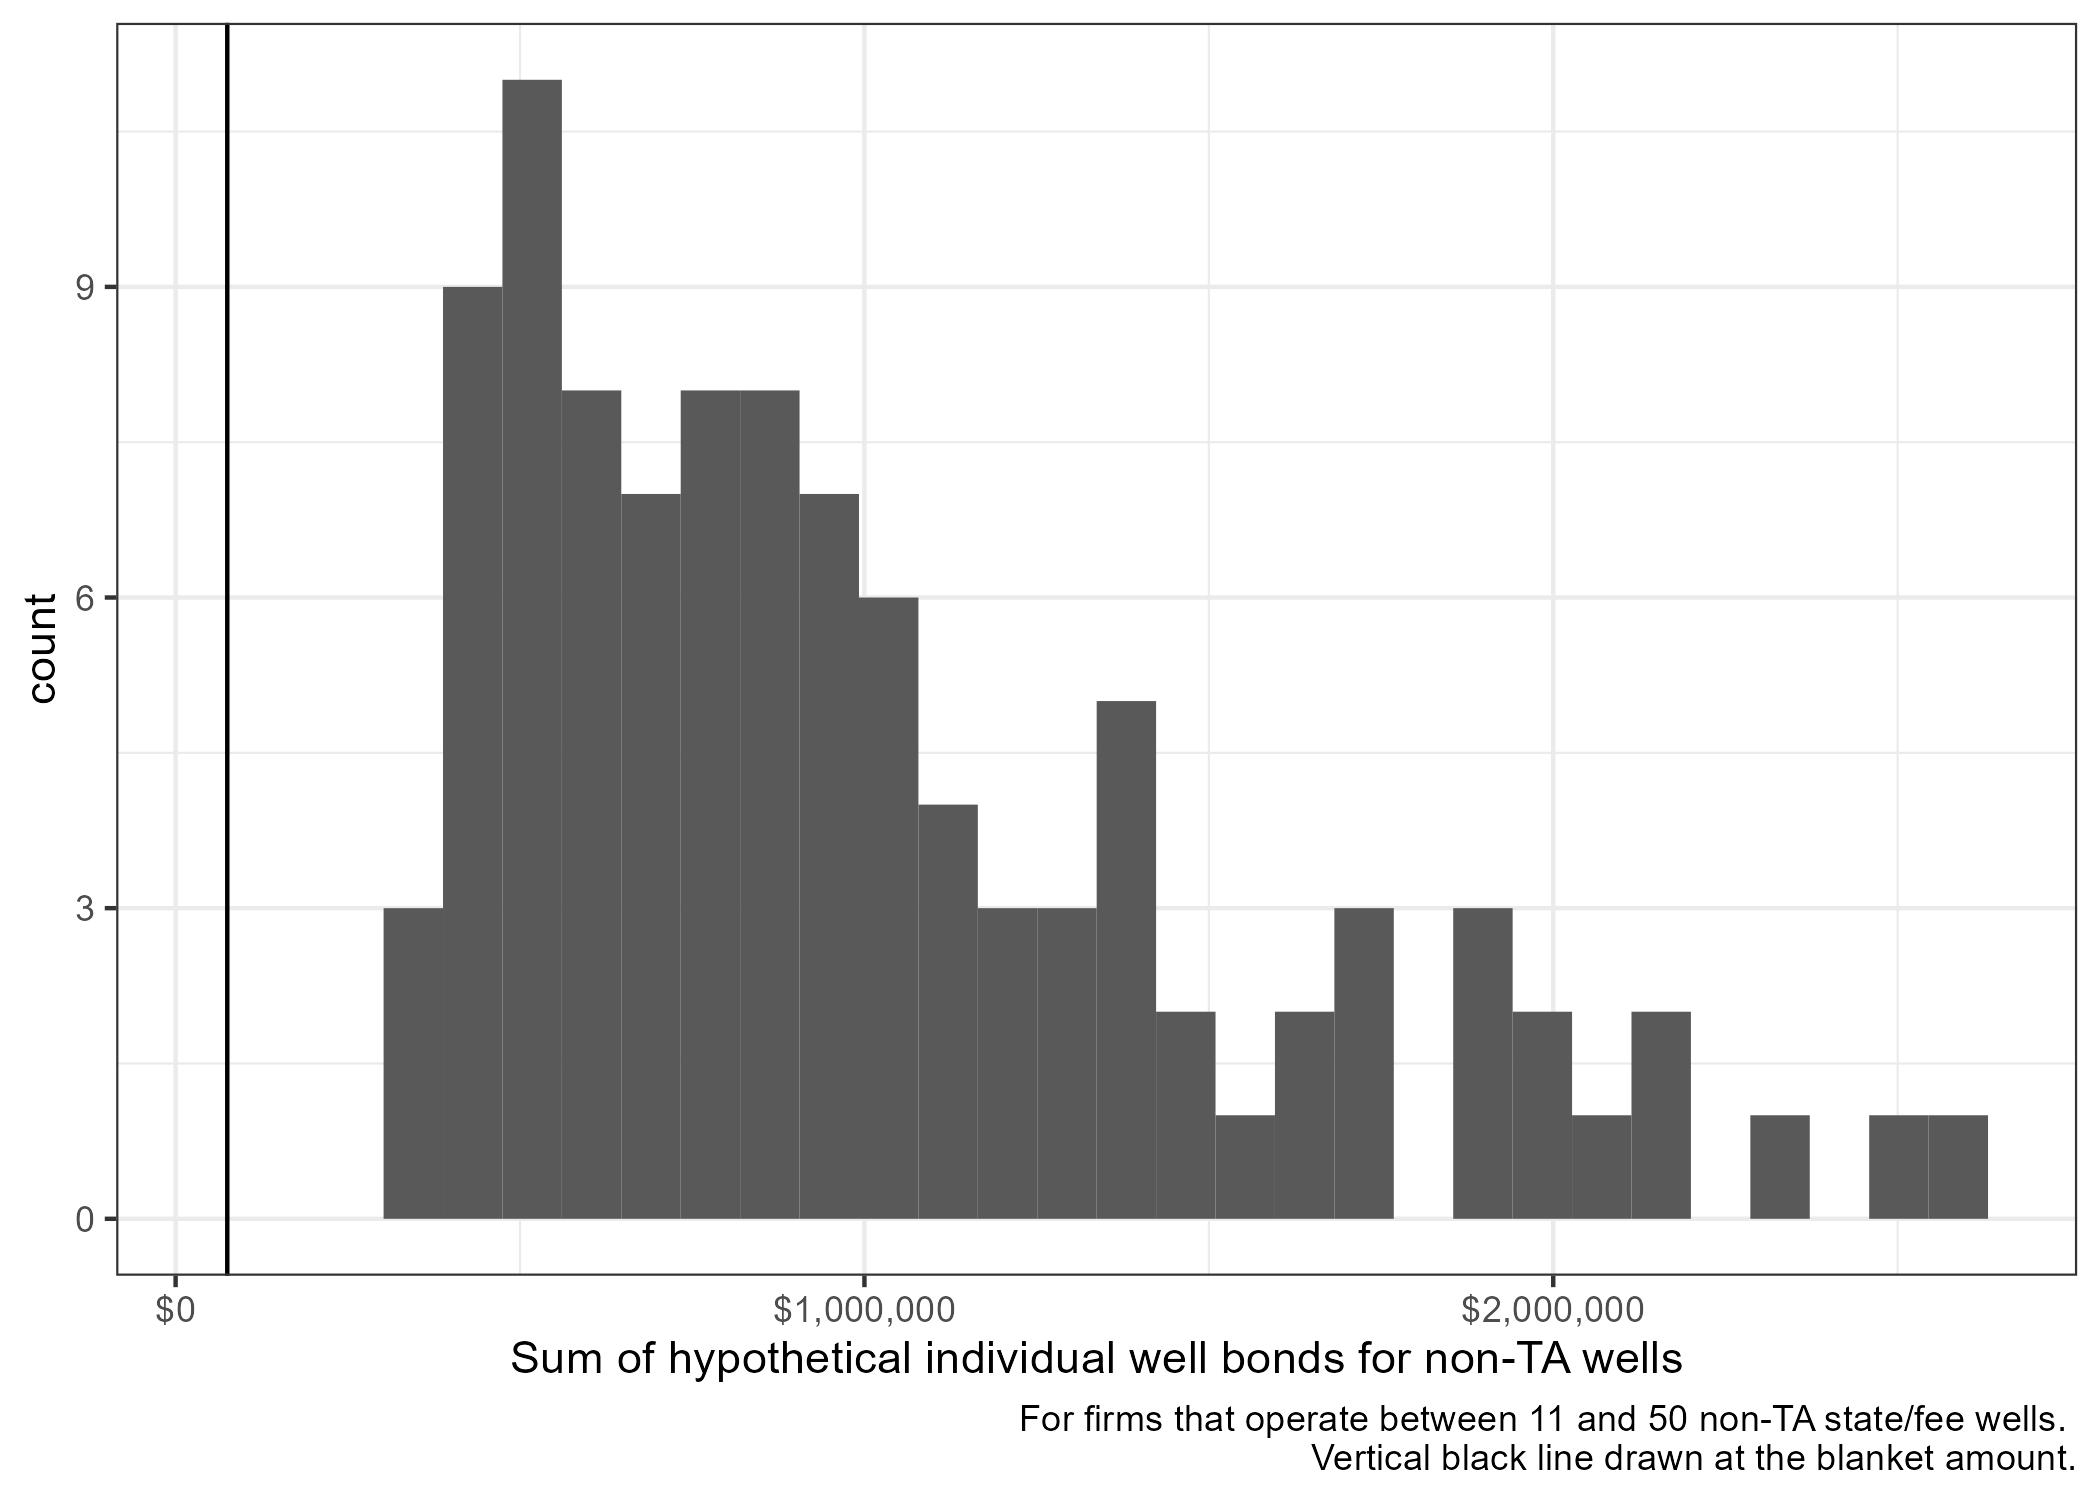 count
9
6
3
0
$0
$1,000,000
$2,000,000
Sum of hypothetical individual well bonds for non-TA wells
For firms that operate between 11 and 50 non-TA state/fee wells.
Vertical black line drawn at the blanket amount.